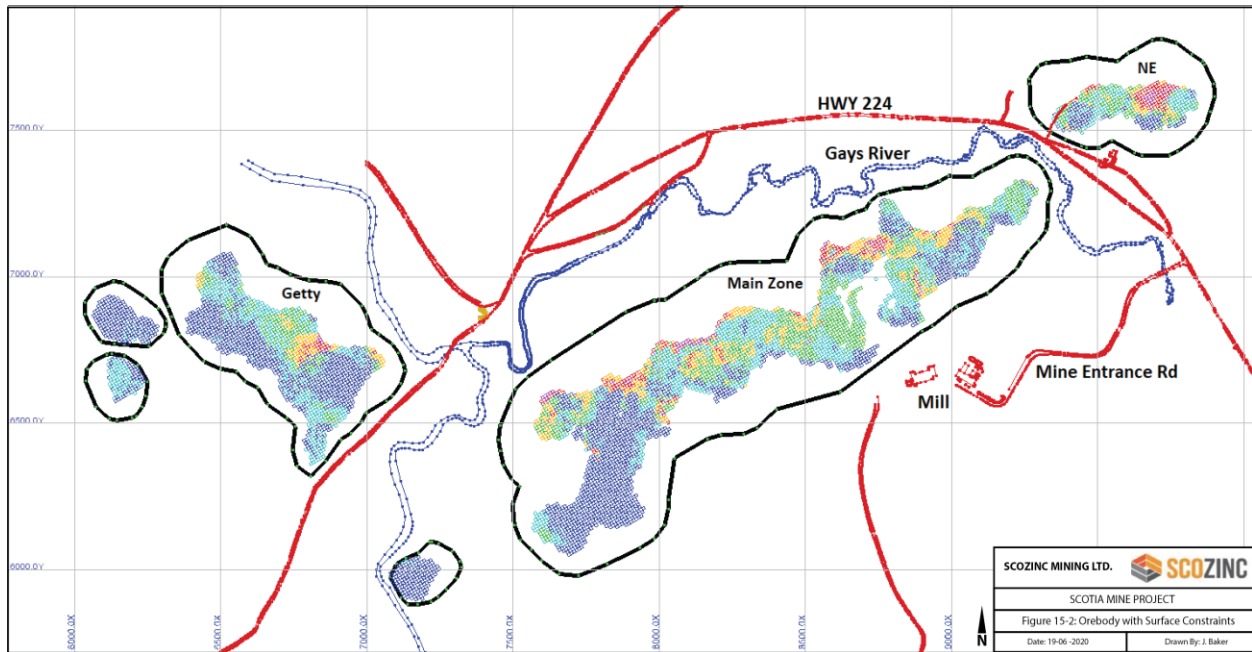 NE
HWY 224
7500.0Y
Gays River
7000.0Y
Getty
Main Zone
Mine Entrance Rd
Mill
6500.0Y
6000.0Y
6000.0X
6500.0X
7000.0X
7500.0X
8000.0X
8500.0X
9000.0X
N
SCOZINC MINING LTD.
SCOZINC
SCOTIA MINE PROJECT
Figure 15-2: Orebody with Surface Constraints
Date: 19-06 -2020
Drawn By: J. Baker